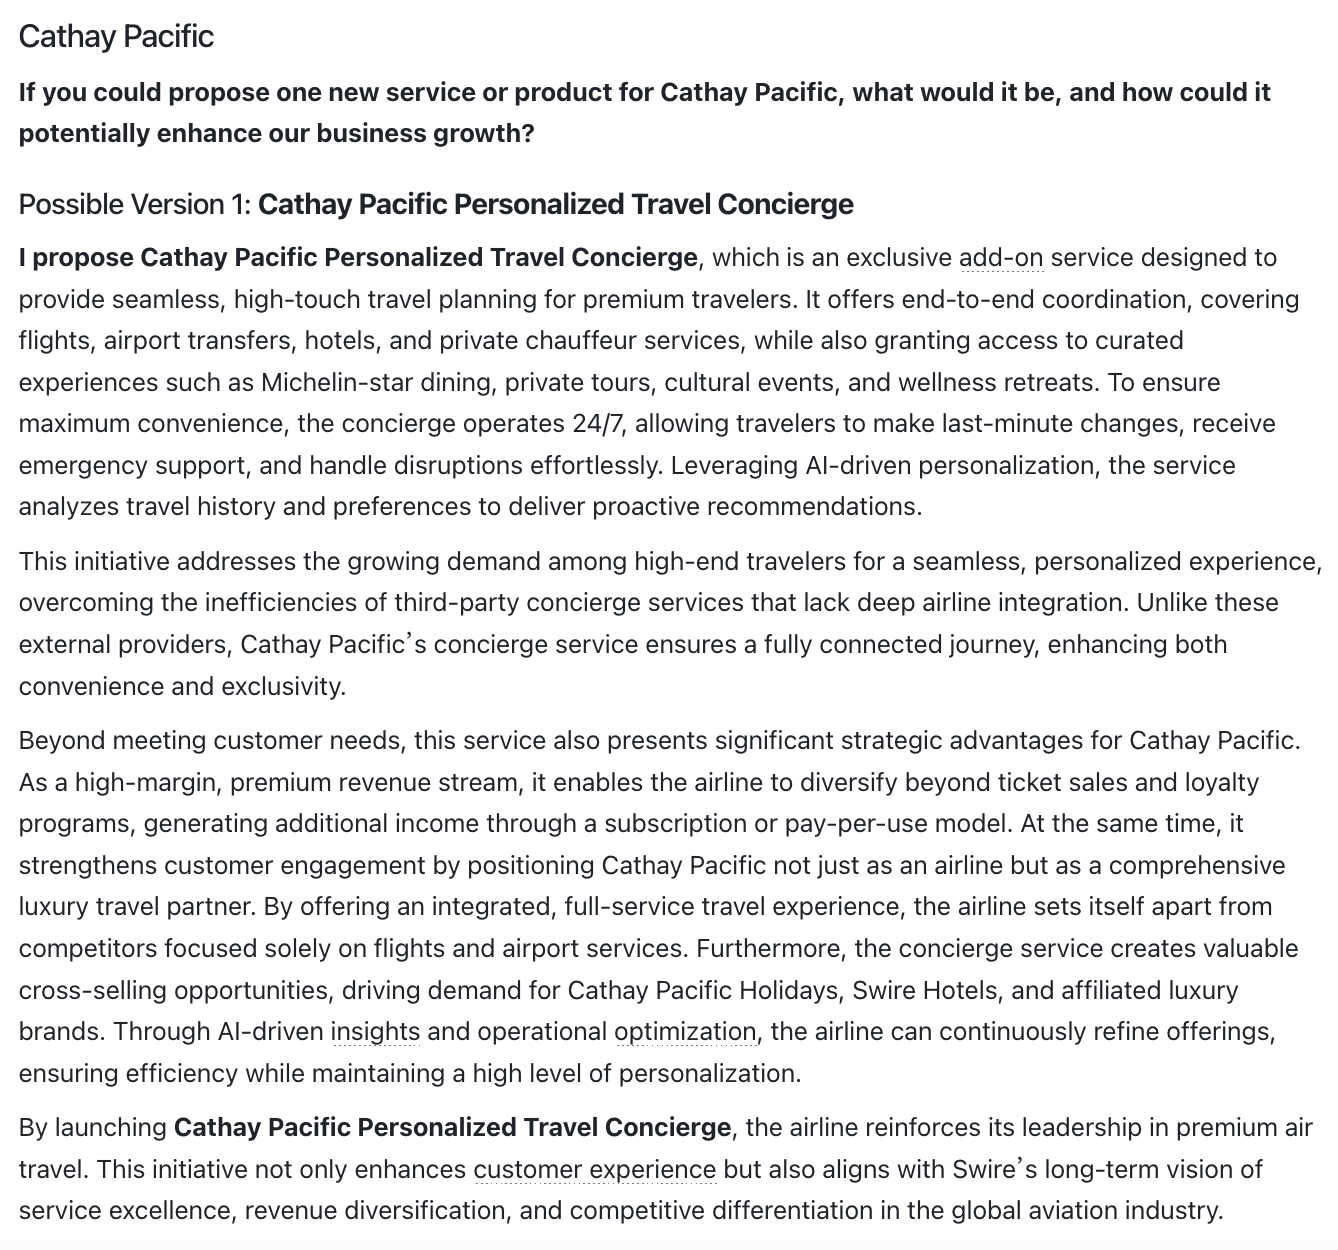 Cathay Pacific
If you could propose one new service or product for Cathay Pacific, what would it be, and how could it
potentially enhance our business growth?
Possible Version 1: Cathay Pacific Personalized Travel Concierge
I propose Cathay Pacific Personalized Travel Concierge, which is an exclusive add-on service designed to
provide seamless, high-touch travel planning for premium travelers. It offers end-to-end coordination, covering
flights, airport transfers, hotels, and private chauffeur services, while also granting access to curated
experiences such as Michelin-star dining, private tours, cultural events, and wellness retreats. To ensure
maximum convenience, the concierge operates 24/7, allowing travelers to make last-minute changes, receive
emergency support, and handle disruptions effortlessly. Leveraging AI-driven personalization, the service
analyzes travel history and preferences to deliver proactive recommendations.
This initiative addresses the growing demand among high-end travelers for a seamless, personalized experience,
overcoming the inefficiencies of third-party concierge services that lack deep airline integration. Unlike these
external providers, Cathay Pacific’s concierge service ensures a fully connected journey, enhancing both
convenience and exclusivity.
Beyond meeting customer needs, this service also presents significant strategic advantages for Cathay Pacific.
As a high-margin, premium revenue stream, it enables the airline to diversify beyond ticket sales and loyalty
programs, generating additional income through a subscription or pay-per-use model. At the same time, it
strengthens customer engagement by positioning Cathay Pacific not just as an airline but as a comprehensive
luxury travel partner. By offering an integrated, full-service travel experience, the airline sets itself apart from
competitors focused solely on flights and airport services. Furthermore, the concierge service creates valuable
cross-selling opportunities, driving demand for Cathay Pacific Holidays, Swire Hotels, and affiliated luxury
brands. Through AI-driven insights and operational optimization, the airline can continuously refine offerings,
ensuring efficiency while maintaining a high level of personalization.
By launching Cathay Pacific Personalized Travel Concierge, the airline reinforces its leadership in premium air
travel. This initiative not only enhances customer experience but also aligns with Swire’s long-term vision of
service excellence, revenue diversification, and competitive differentiation in the global aviation industry.